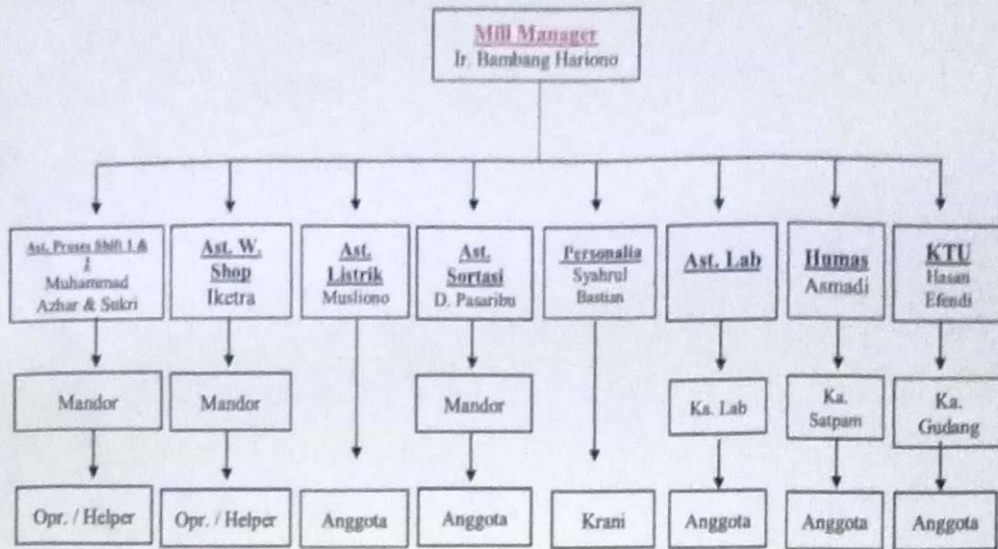 Mill Manager
Ir. Bambang Hariono
Ast. Proses Shift 1 &
2
Muhammad
Azhar & Sukri
Ast. W.
Shop
Iketra
Ast.
Listrik
Musliono
Ast.
Sortasi
D. Pasaribu
Personalia
Syahrul
Bastian
Ast. Lab
Humas
Asmadi
KTU
Hasan
Efendi
Mandor
Mandor
Mandor
Ka. Lab
Ka.
Satpam
Ka.
Gudang
Opr. / Helper
Opr. / Helper
Anggota
Anggota
Krani
Anggota
Anggota
Anggota